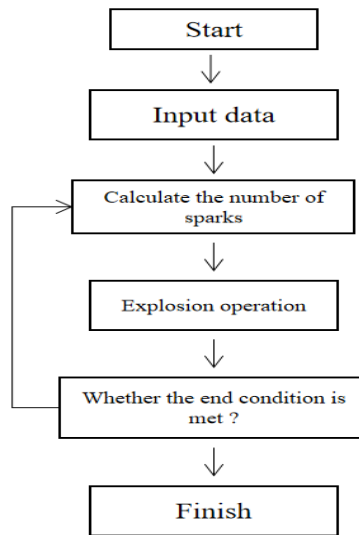 Start
Input data
Calculate the number of
sparks
Explosion operation
Whether the end condition is
met ?
Finish